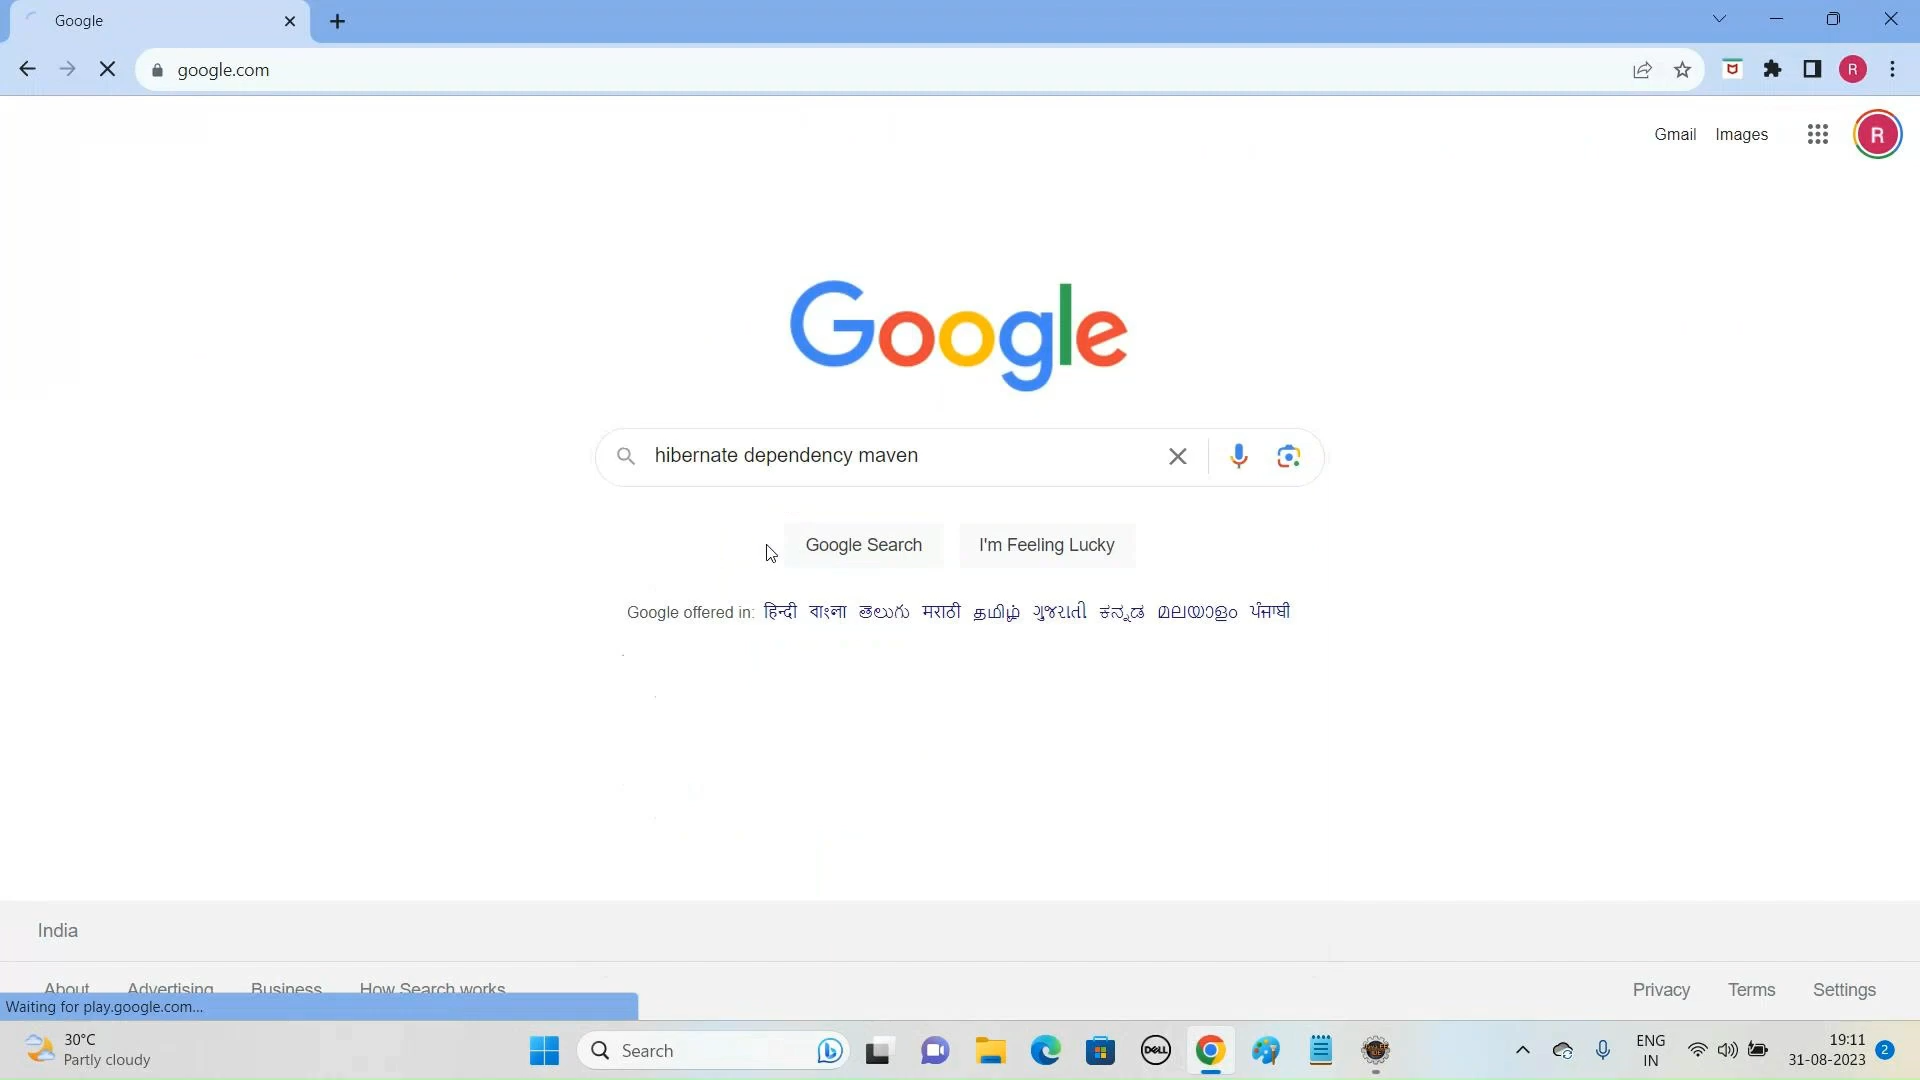 Google
google.com
Gmail Images
R
R
Google
hibernate dependency maven
Google Search I'm Feeling Lucky
Google offered in: हिन्दी বাংলা తెలుగు मराठी தமிழ் ગુજરાતી ಕನ್ನಡ മലയാളം ਪੰਜਾਬੀ
India
About Advertising Business How Search works Privacy Terms Settings
Waiting for play.google.com...
30°C
Partly cloudy
Search
DELL
ENG
IN
19:11
31-08-2023
2